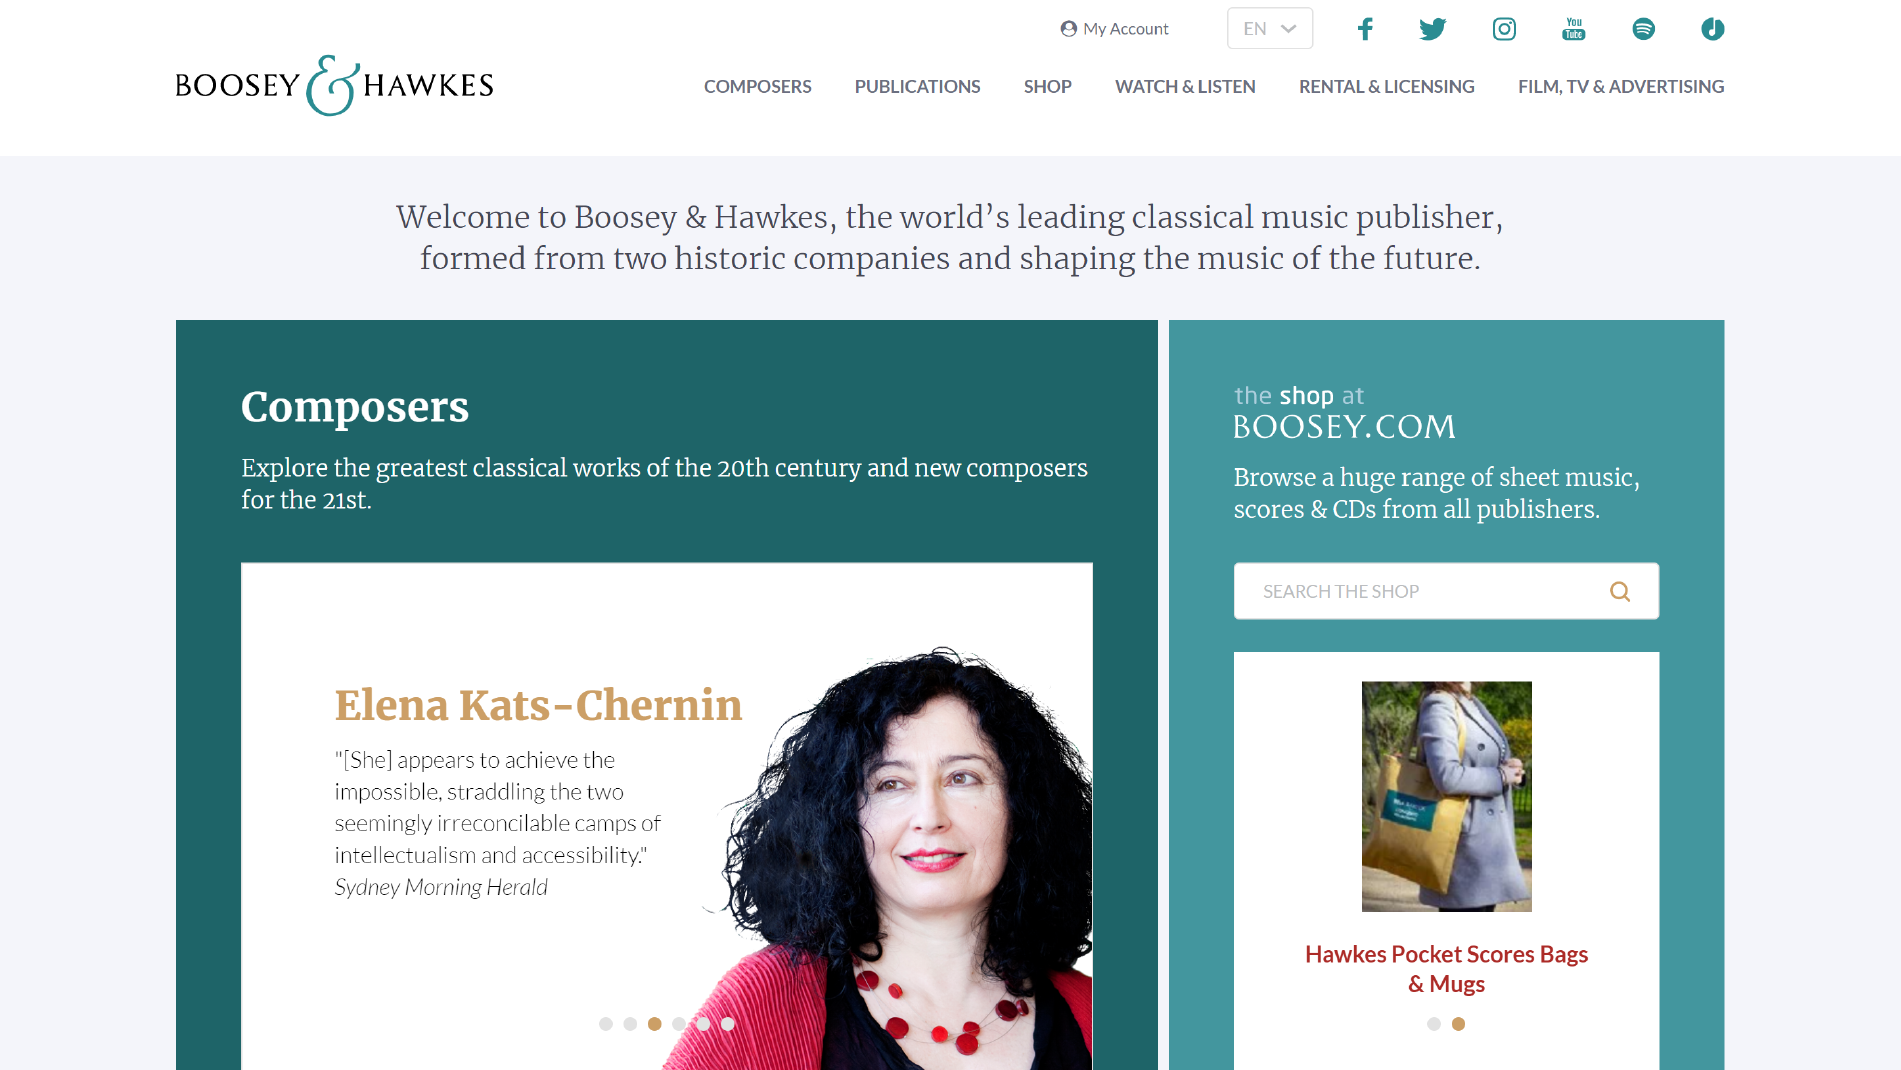 My Account
EN
You
Tube
BOOSEY & HAWKES
COMPOSERS
PUBLICATIONS
SHOP
WATCH & LISTEN
RENTAL & LICENSING
FILM, TV & ADVERTISING
Welcome to Boosey & Hawkes, the world’s leading classical music publisher,
formed from two historic companies and shaping the music of the future.
Composers
Explore the greatest classical works of the 20th century and new composers
for the 21st.
Elena Kats-Chernin
"[She] appears to achieve the
impossible, straddling the two
seemingly irreconcilable camps of
intellectualism and accessibility."
Sydney Morning Herald
the shop at
BOOSEY.COM
Browse a huge range of sheet music,
scores & CDs from all publishers.
SEARCH THE SHOP
Hawkes Pocket Scores Bags
& Mugs